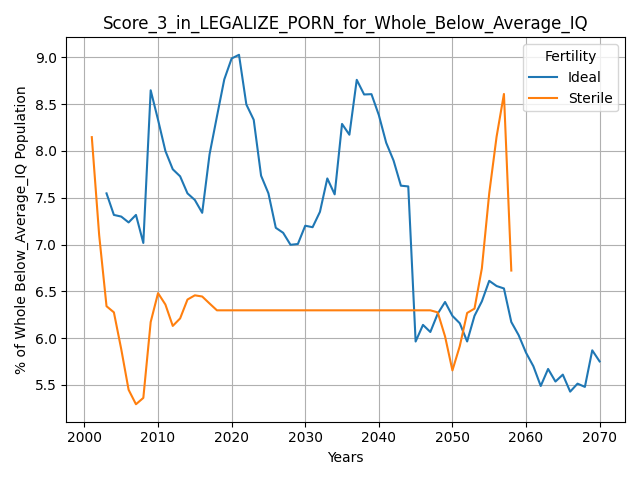 Score_3_in_LEGALIZE_PORN_for_Whole_Below_Average_IQ
Fertility
Ideal
Sterile
% of Whole Below_Average_IQ Population
9.0
8.5
8.0
7.5
7.0
6.5
6.0
5.5
2000 2010 2020 2030 2040 2050 2060 2070
Years